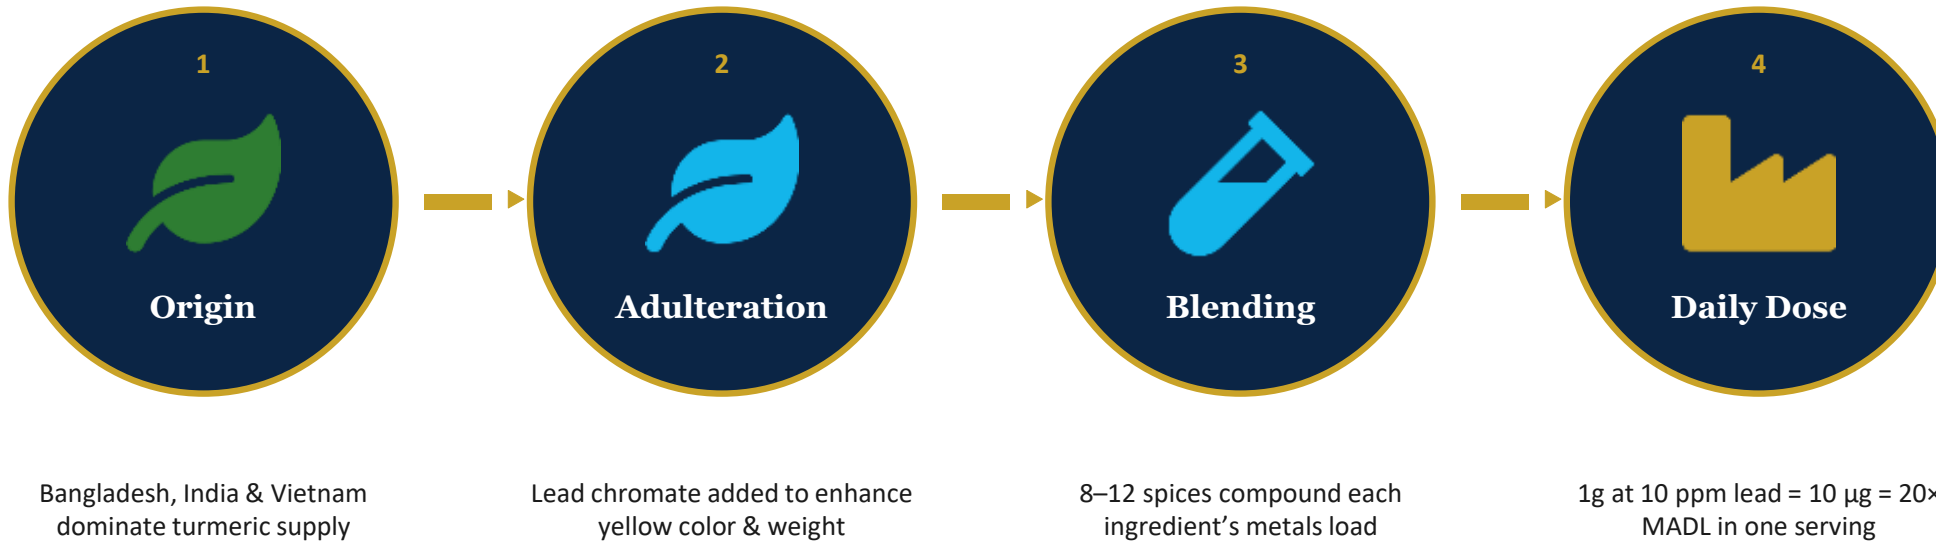 1
Origin
Bangladesh, India & Vietnam
dominate turmeric supply
2
Adulteration
Lead chromate added to enhance
yellow color & weight
3
Blending
8–12 spices compound each
ingredient’s metals load
4
Daily Dose
1g at 10 ppm lead = 10 µg = 20×
MADL in one serving